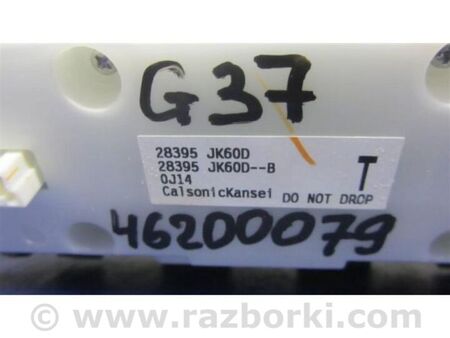 G37
28395 JK60D
28395 JK60D--B
0J14
CalsonicKansei DO NOT DROP
T
46200079
© www.razborki.com